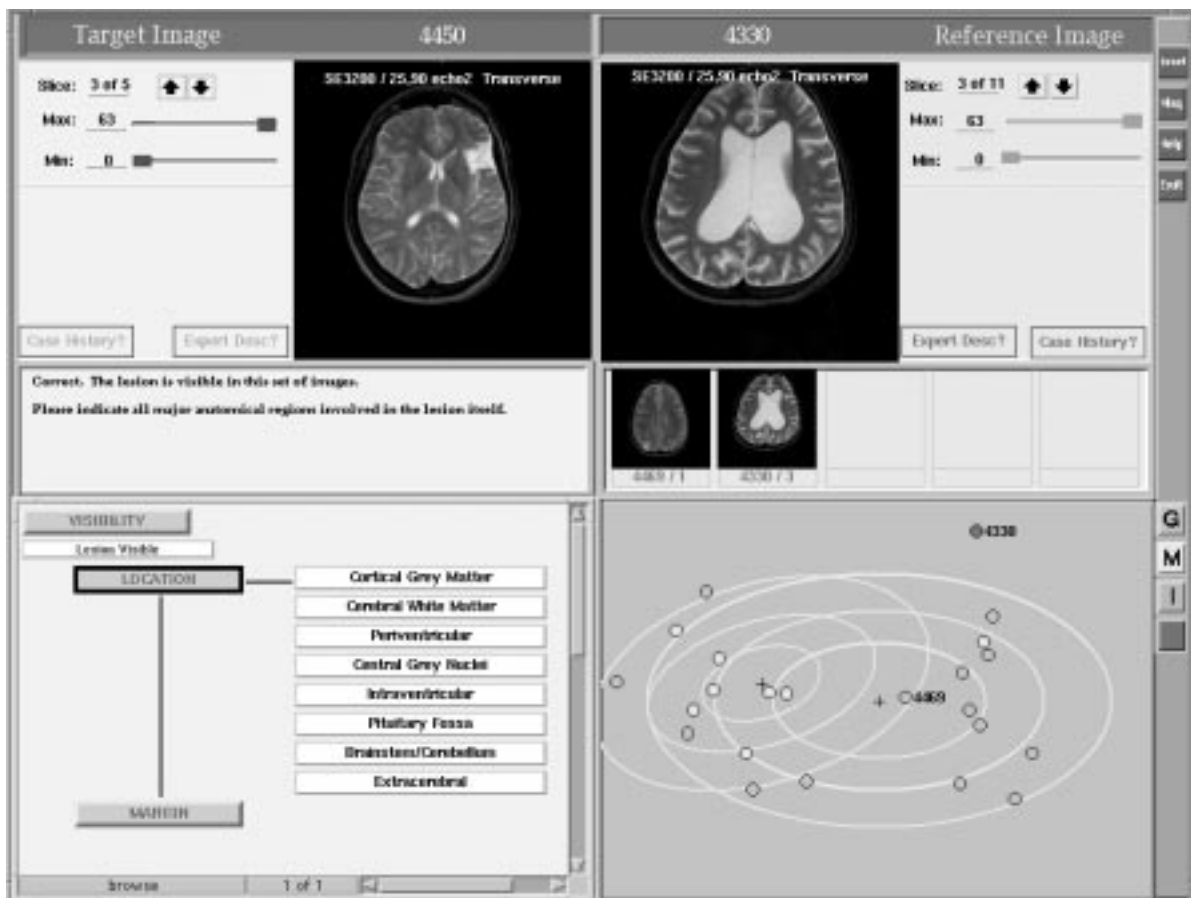 Target Image 4450
4330 Reference Image
Slice: 3 of 5
Max: 63
Min: 0
SE3200 / 25,90 echo2 Transverse
SE3200 / 25,90 echo2 Transverse
Slice: 3 of 11
Max: 63
Min: 0
Help
Exit
Case History?
Expert Desc?
Expert Desc?
Case History?
Correct. The lesion is visible in this set of images.
Please indicate all major anatomical regions involved in the lesion itself.
4469 / 1
4330 / 3
VISIBILITY
Lesion Visible
LOCATION
Cortical Grey Matter
Cerebral White Matter
Periventricular
Central Grey Nuclei
Intraventricular
Pituitary Fossa
Brainstem/Cerebellum
Extracerebral
MARGIN
browse
1 of 1
4330
4469
G
M
I